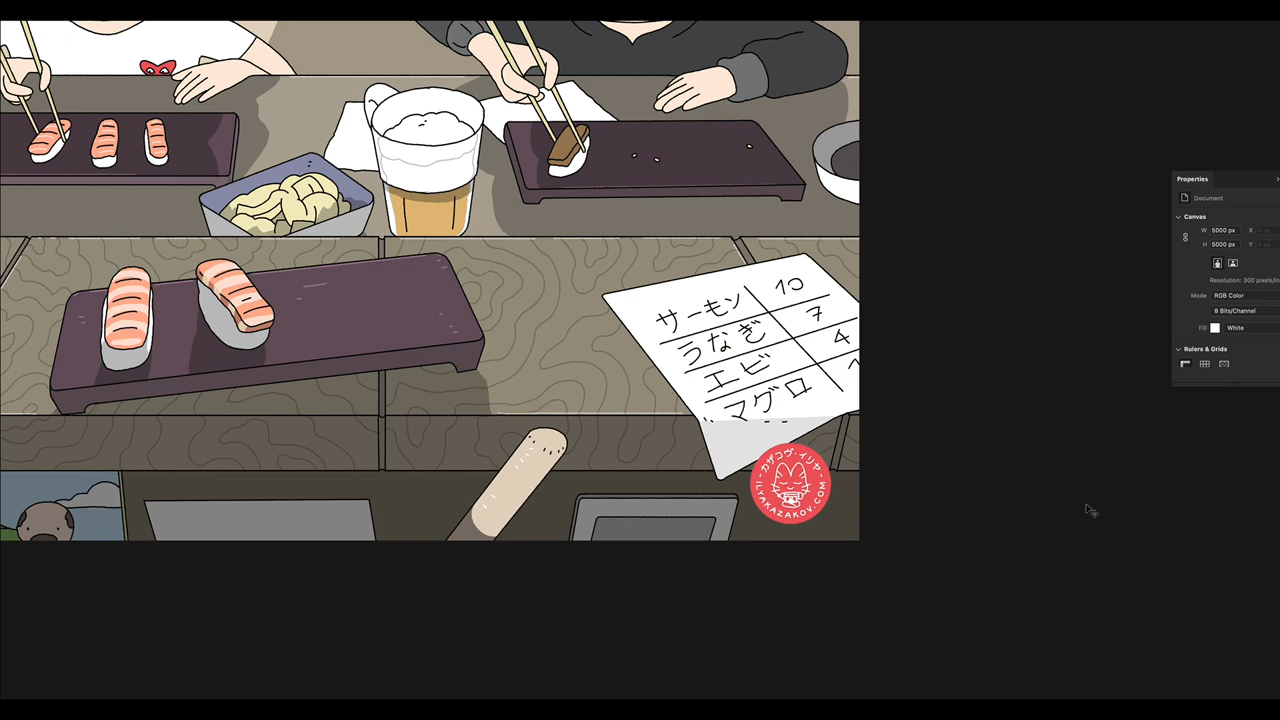 サーモン 10
うなぎ 7
エビ 4
マグロ
カザコヴ・イリヤ
ILYAKAZAKOV.COM
Properties
Document
Canvas
W 5000 px X
H 5000 px Y
Resolution: 300 pixels/in
Mode RGB Color
8 Bits/Channel
Fill White
Rulers & Grids